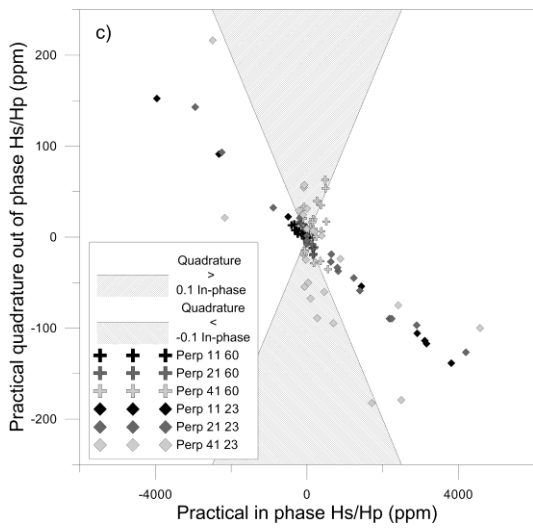 c)
Practical quadrature out of phase Hs/Hp (ppm)
200
100
0
-100
-200
Quadrature
>
0.1 In-phase
Quadrature
<
-0.1 In-phase
Perp 11 60
Perp 21 60
Perp 41 60
Perp 11 23
Perp 21 23
Perp 41 23
-4000
0
4000
Practical in phase Hs/Hp (ppm)